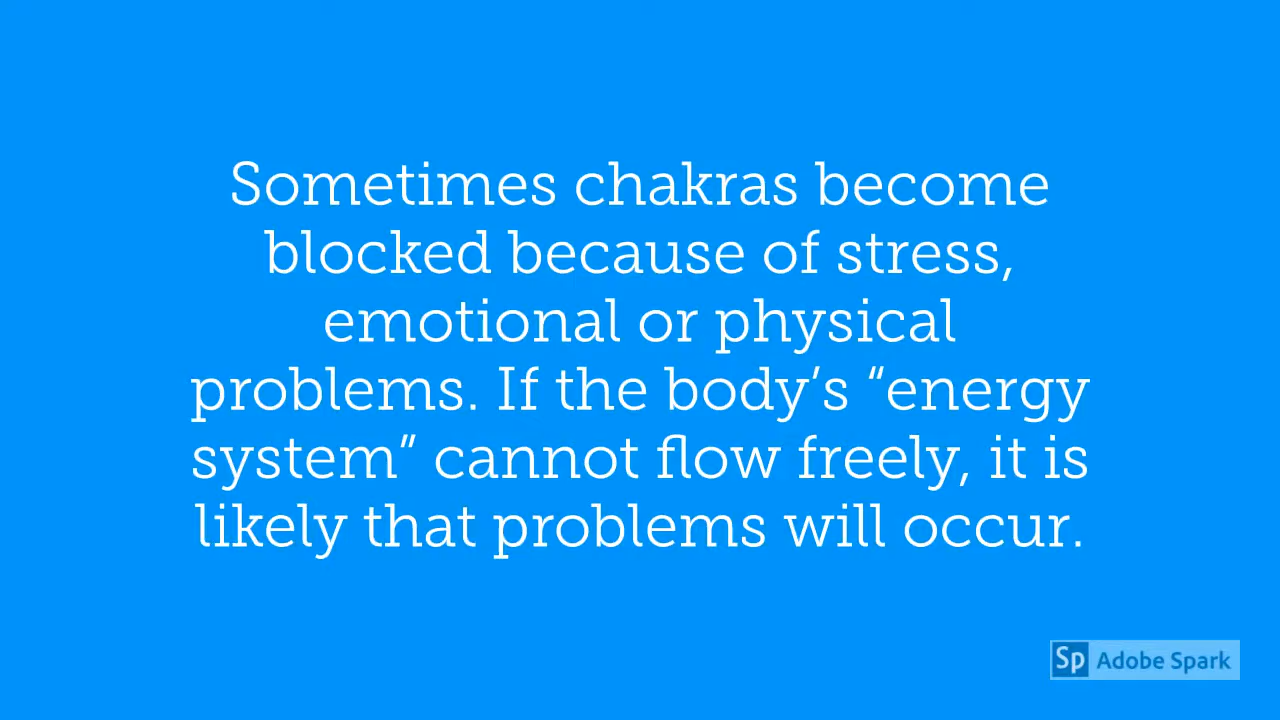 Sometimes chakras become
blocked because of stress,
emotional or physical
problems. If the body’s “energy
system” cannot flow freely, it is
likely that problems will occur.
Sp Adobe Spark